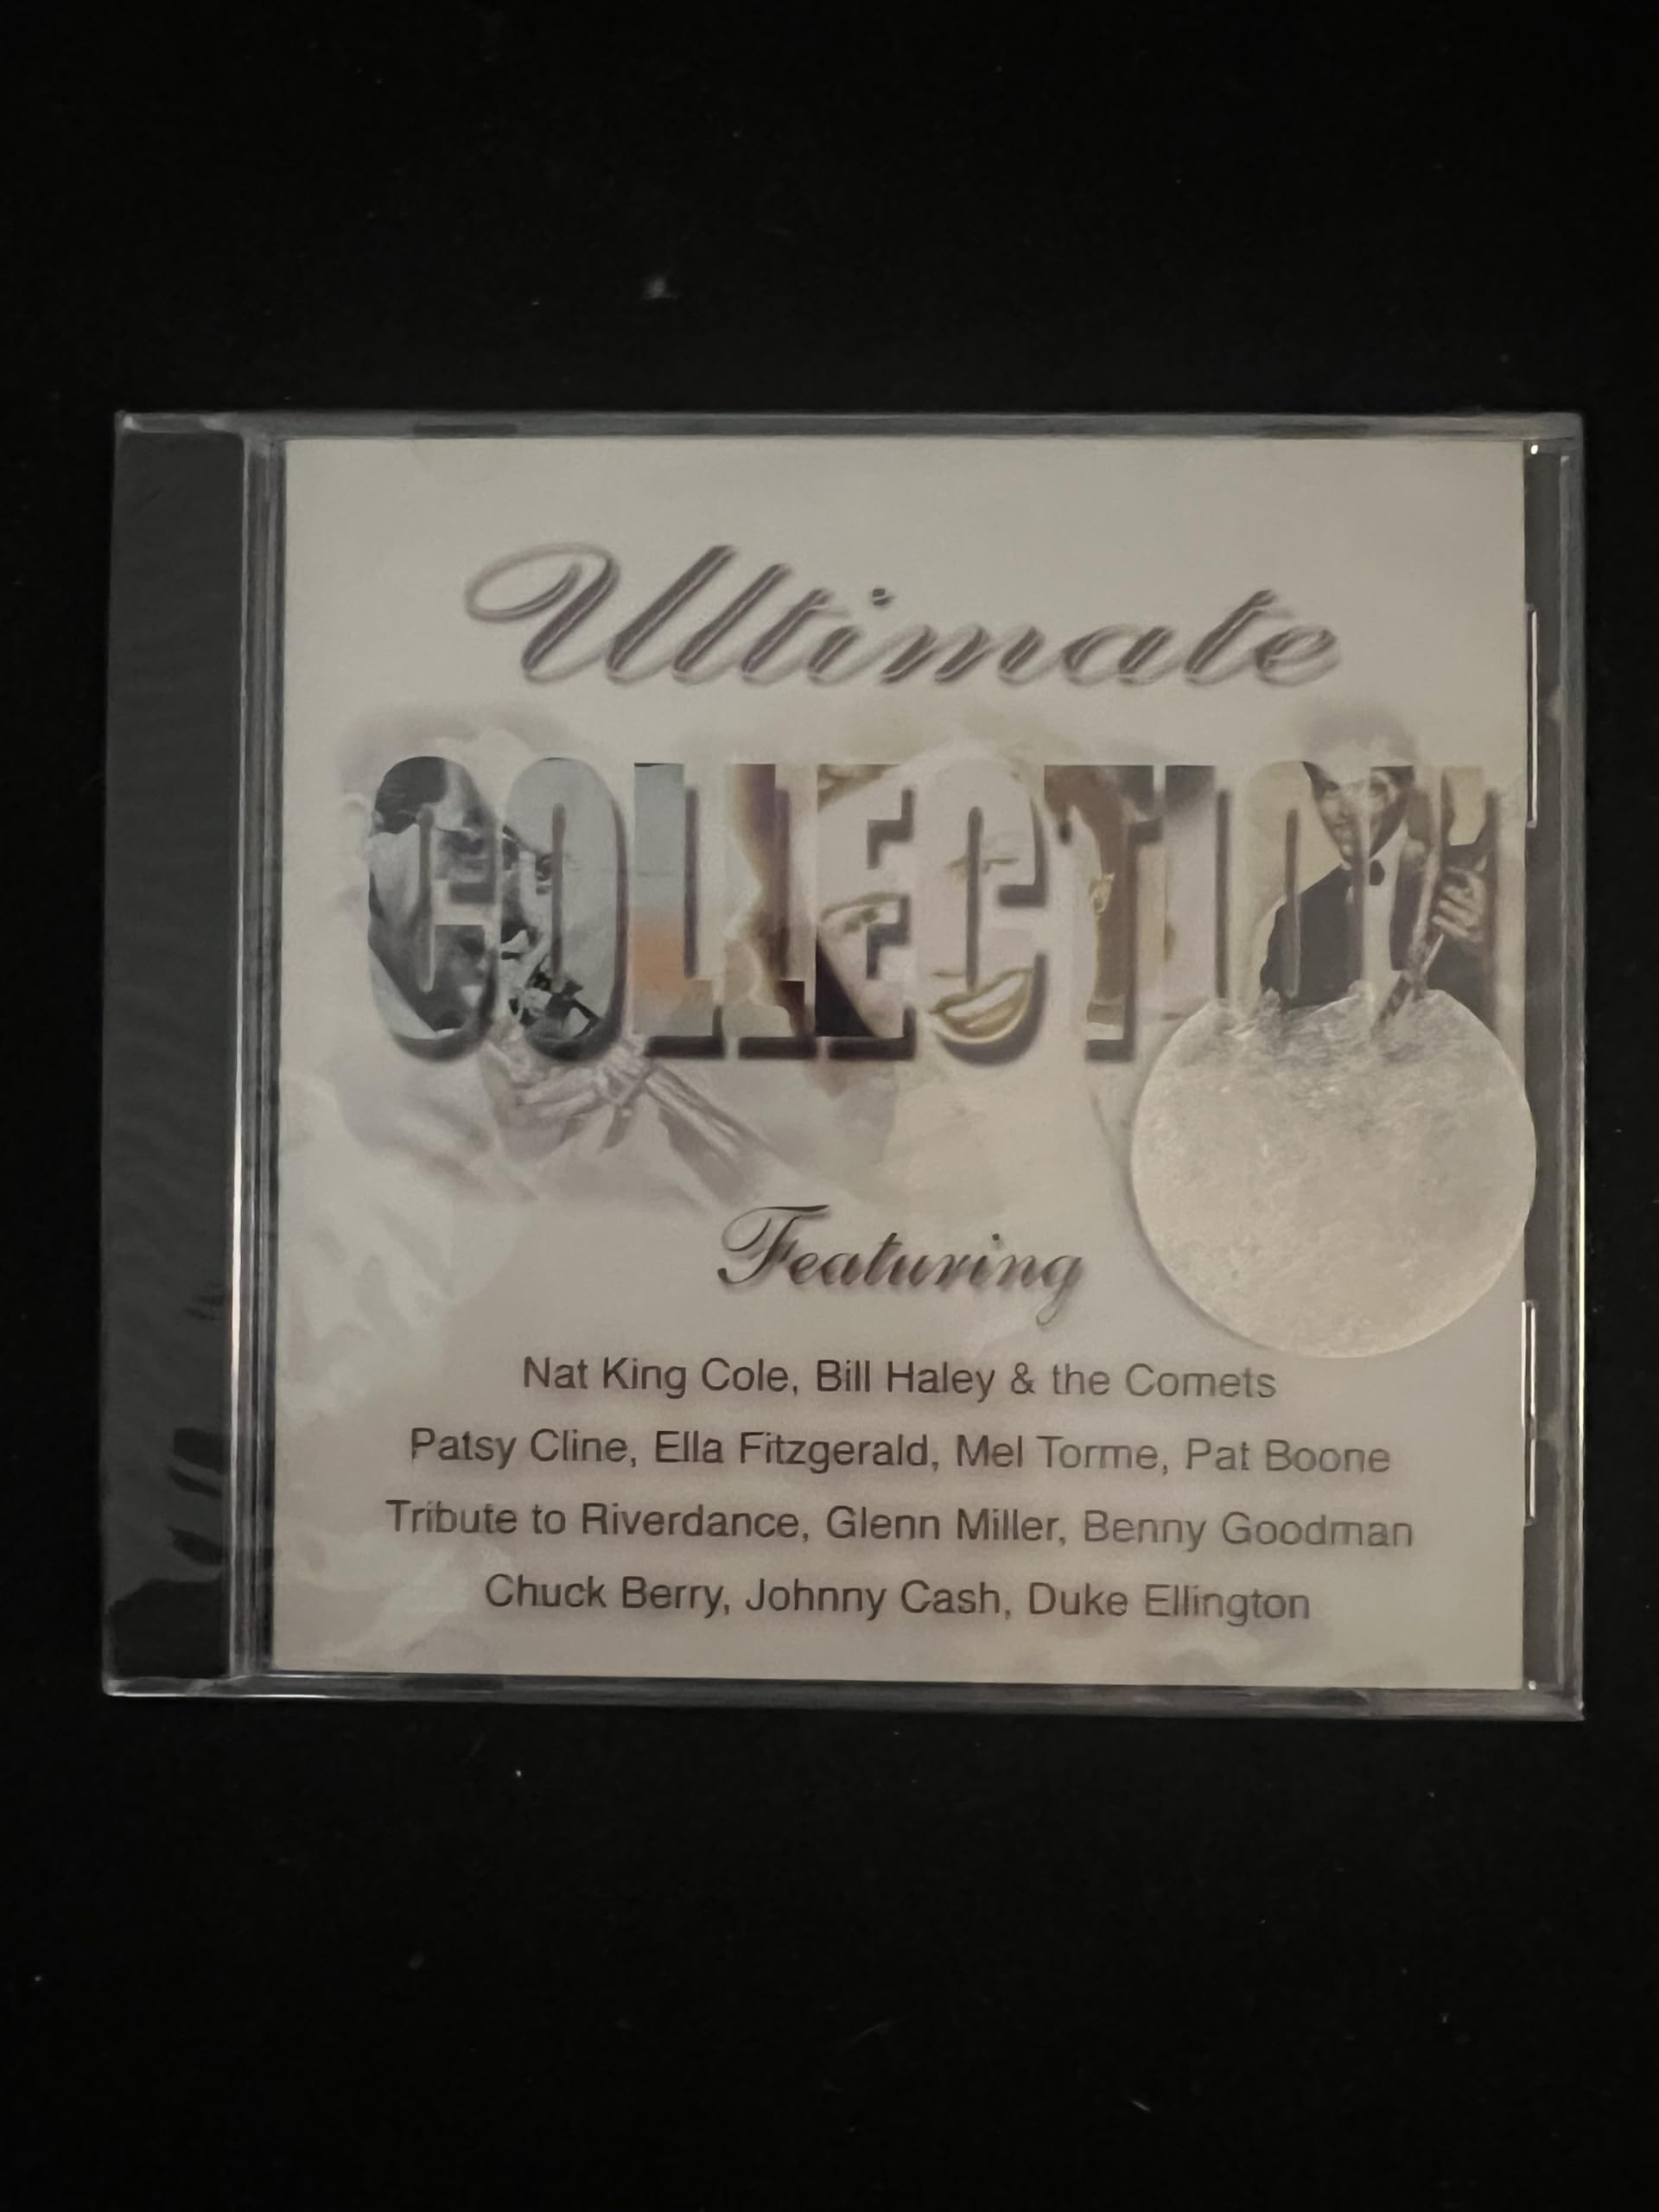 Ultimate
COLLECTION
Featuring
Nat King Cole, Bill Haley & the Comets
Patsy Cline, Ella Fitzgerald, Mel Torme, Pat Boone
Tribute to Riverdance, Glenn Miller, Benny Goodman
Chuck Berry, Johnny Cash, Duke Ellington